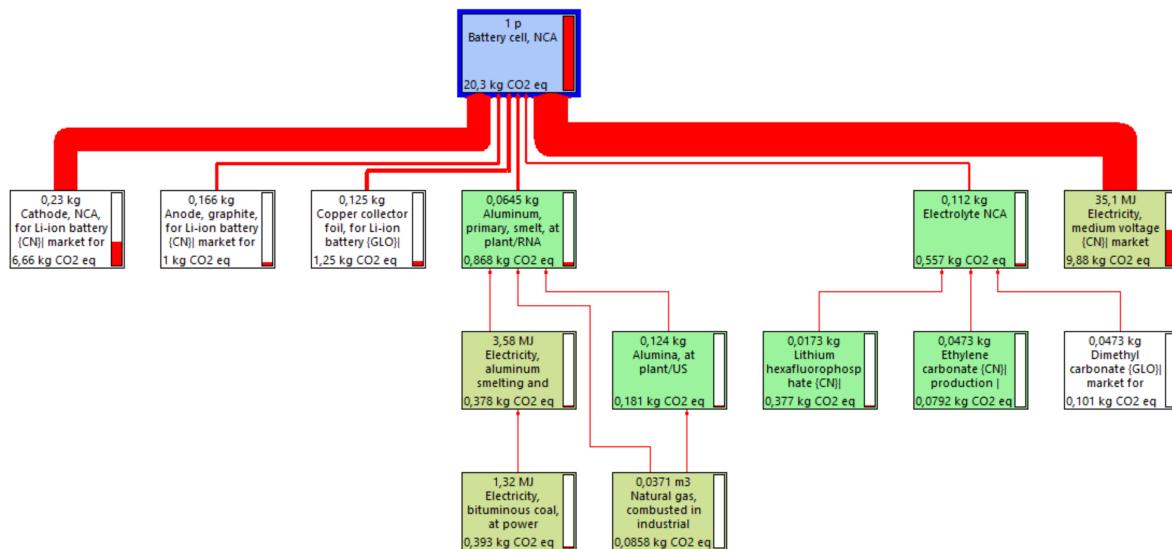 1 p
Battery cell, NCA
20,3 kg CO2 eq
0,23 kg
Cathode, NCA,
for Li-ion battery
{CN}| market for
6,66 kg CO2 eq
0,166 kg
Anode, graphite,
for Li-ion battery
{CN}| market for
1 kg CO2 eq
0,125 kg
Copper collector
foil, for Li-ion
battery {GLO}|
1,25 kg CO2 eq
0,0645 kg
Aluminum,
primary, smelt, at
plant/RNA
0,868 kg CO2 eq
0,112 kg
Electrolyte NCA
0,557 kg CO2 eq
35,1 MJ
Electricity,
medium voltage
{CN}| market
9,88 kg CO2 eq
3,58 MJ
Electricity,
aluminum
smelting and
0,378 kg CO2 eq
0,124 kg
Alumina, at
plant/US
0,181 kg CO2 eq
0,0173 kg
Lithium
hexafluorophosp
hate {CN}|
0,377 kg CO2 eq
0,0473 kg
Ethylene
carbonate {CN}|
production |
0,0792 kg CO2 eq
0,0473 kg
Dimethyl
carbonate {GLO}|
market for
0,101 kg CO2 eq
1,32 MJ
Electricity,
bituminous coal,
at power
0,393 kg CO2 eq
0,0371 m3
Natural gas,
combusted in
industrial
0,0858 kg CO2 eq